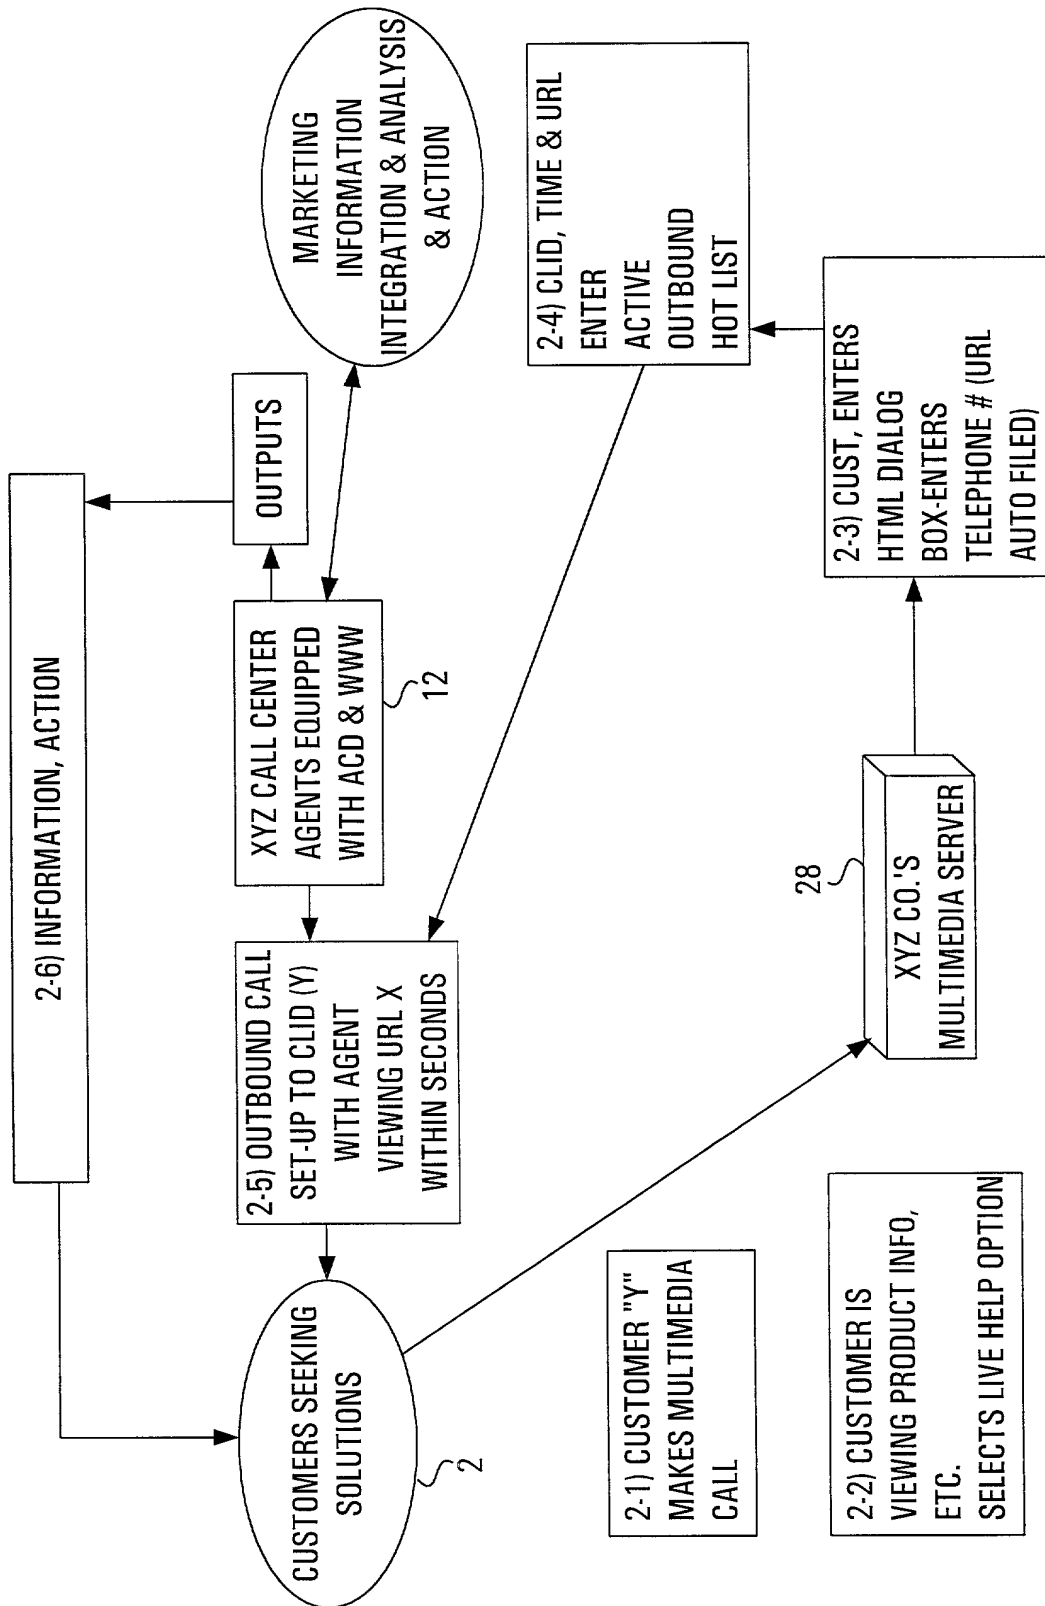 2-6) INFORMATION, ACTION
CUSTOMERS SEEKING
SOLUTIONS
2
2-5) OUTBOUND CALL
SET-UP TO CLID (Y)
WITH AGENT
VIEWING URL X
WITHIN SECONDS
XYZ CALL CENTER
AGENTS EQUIPPED
WITH ACD & WWW
12
OUTPUTS
MARKETING
INFORMATION
INTEGRATION & ANALYSIS
& ACTION
2-1) CUSTOMER "Y"
MAKES MULTIMEDIA
CALL
2-2) CUSTOMER IS
VIEWING PRODUCT INFO,
ETC.
SELECTS LIVE HELP OPTION
28
XYZ CO.'S
MULTIMEDIA SERVER
2-4) CLID, TIME & URL
ENTER
ACTIVE
OUTBOUND
HOT LIST
2-3) CUST, ENTERS
HTML DIALOG
BOX-ENTERS
TELEPHONE # (URL
AUTO FILED)